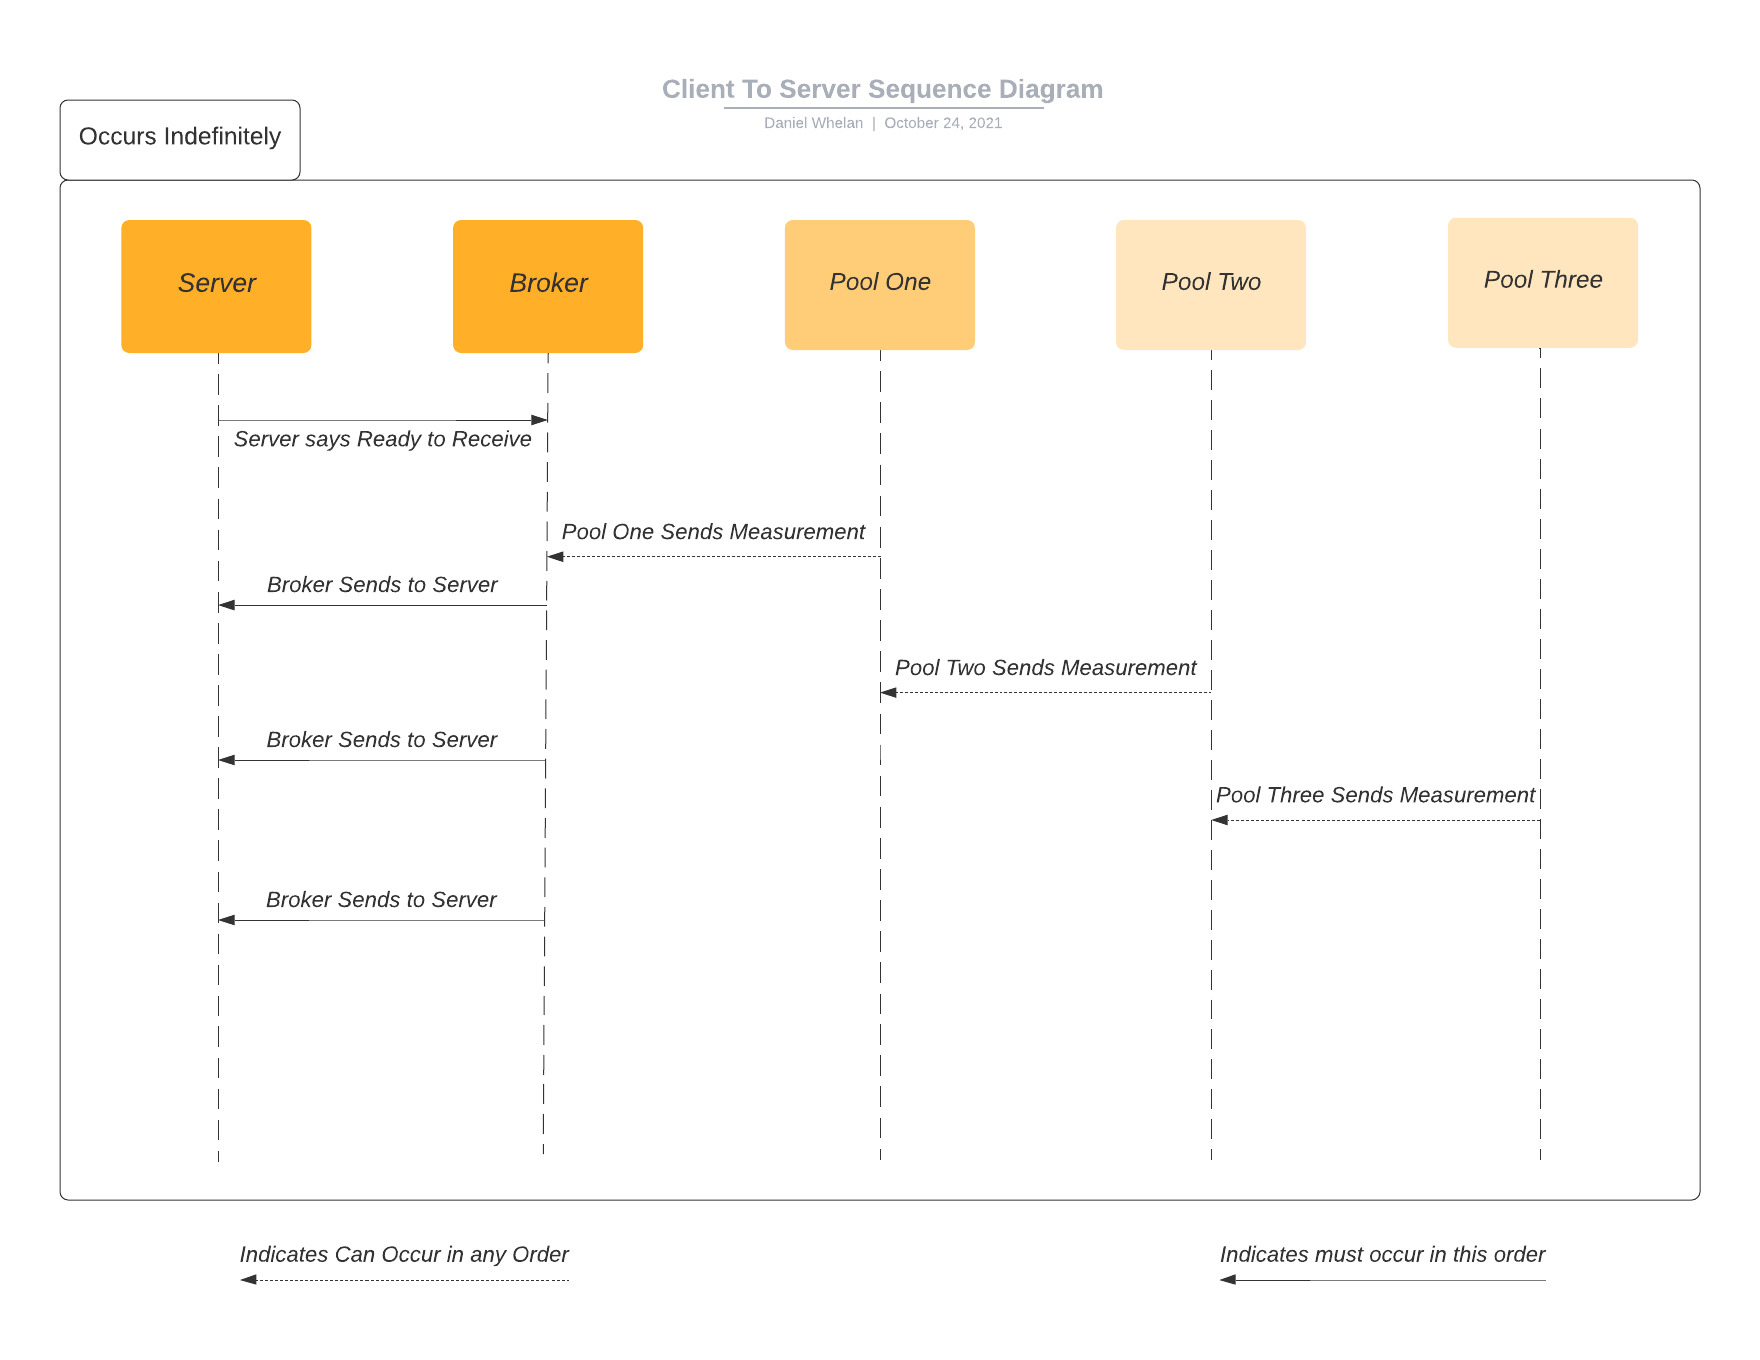 Client To Server Sequence Diagram
Daniel Whelan | October 24, 2021
Occurs Indefinitely
Server
Broker
Pool One
Pool Two
Pool Three
Server says Ready to Receive
Pool One Sends Measurement
Broker Sends to Server
Pool Two Sends Measurement
Broker Sends to Server
Pool Three Sends Measurement
Broker Sends to Server
Indicates Can Occur in any Order
Indicates must occur in this order